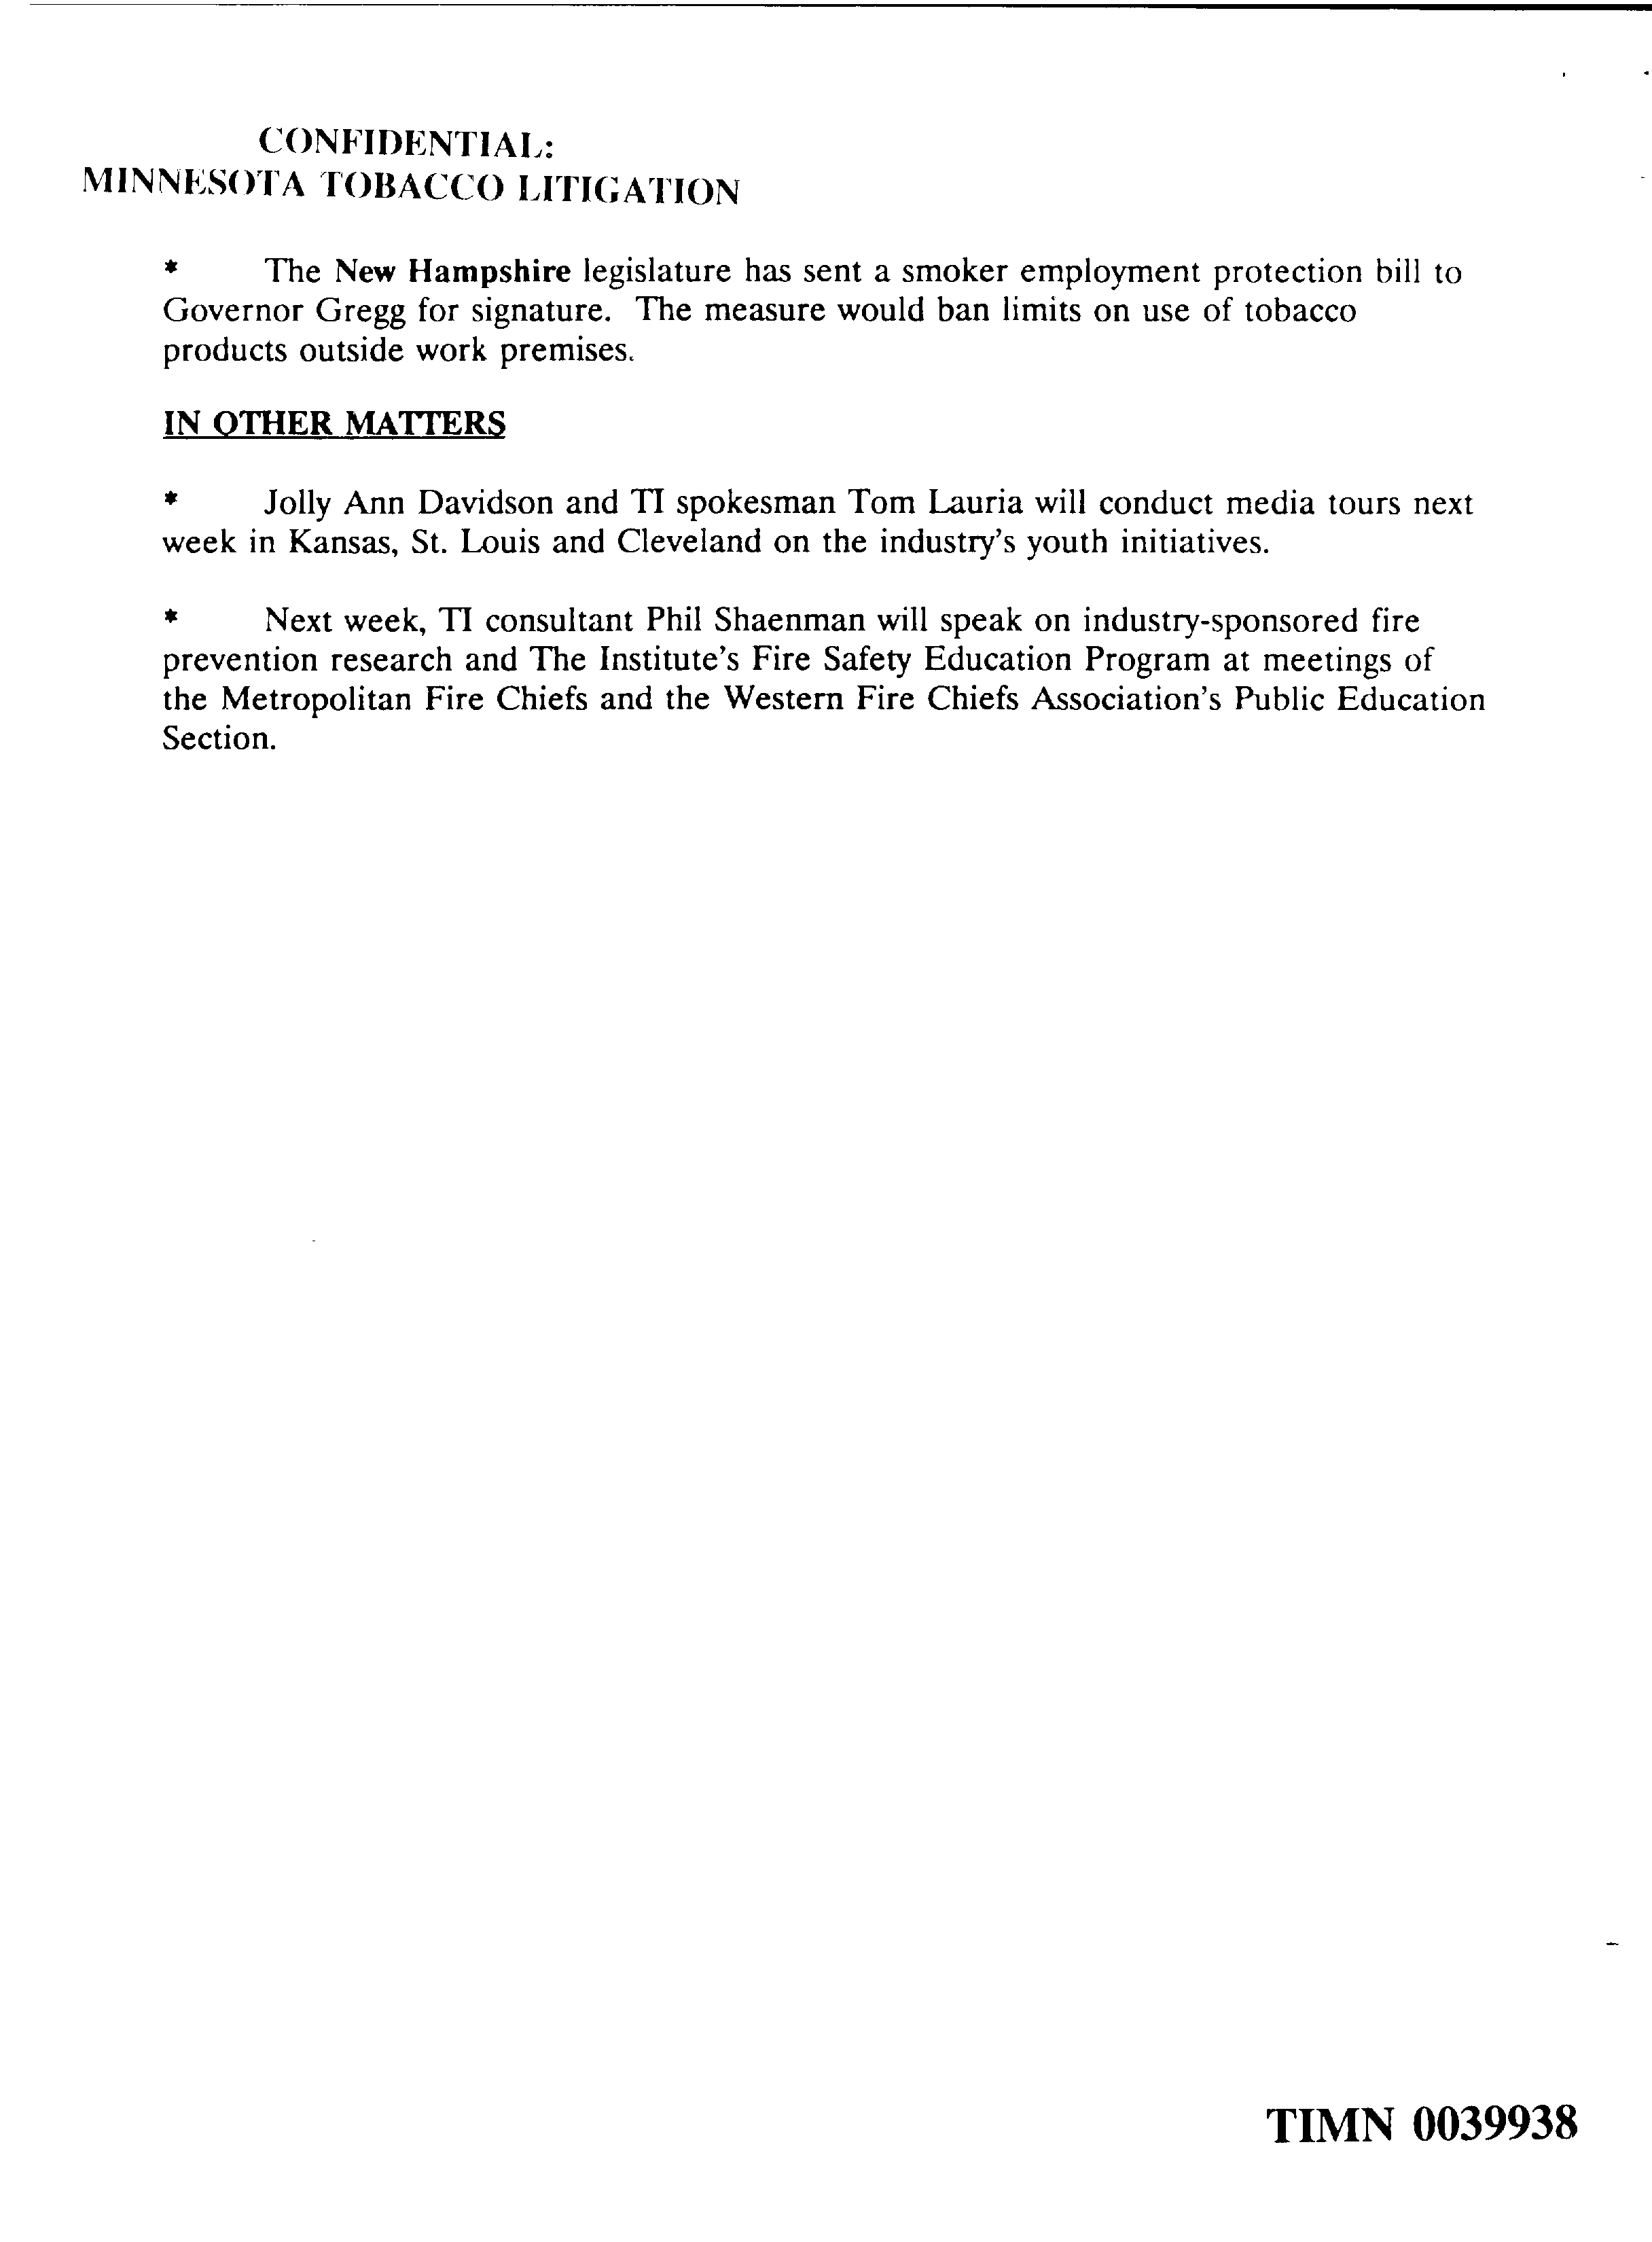 CONFIDENTIAL:
MINNESOTA TOBACCO LITIGATION
* The New Hampshire legislature has sent a smoker employment protection bill to
Governor Gregg for signature. The measure would ban limits on use of tobacco
products outside work premises.
IN OTHER MATTERS
* Jolly Ann Davidson and TI spokesman Tom Lauria will conduct media tours next
week in Kansas, St. Louis and Cleveland on the industry's youth initiatives.
* Next week, TI consultant Phil Shaenman will speak on industry-sponsored fire
prevention research and The Institute's Fire Safety Education Program at meetings of
the Metropolitan Fire Chiefs and the Western Fire Chiefs Association's Public Education
Section.
TIMN 0039938